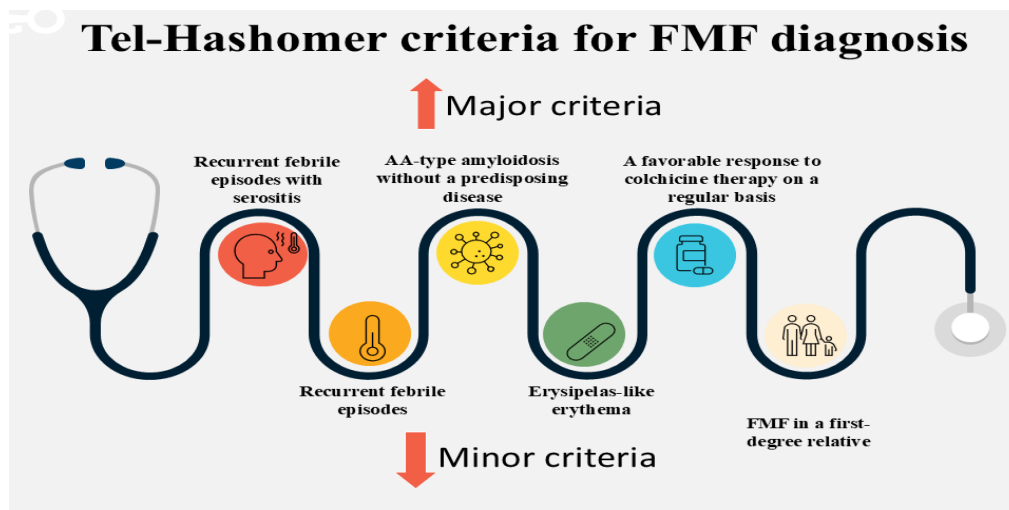 Tel-Hashomer criteria for FMF diagnosis
Major criteria
Recurrent febrile
episodes with
serositis
AA-type amyloidosis
without a predisposing
disease
A favorable response to
colchicine therapy on a
regular basis
Recurrent febrile
episodes
Erysipelas-like
erythema
FMF in a first-
degree relative
Minor criteria